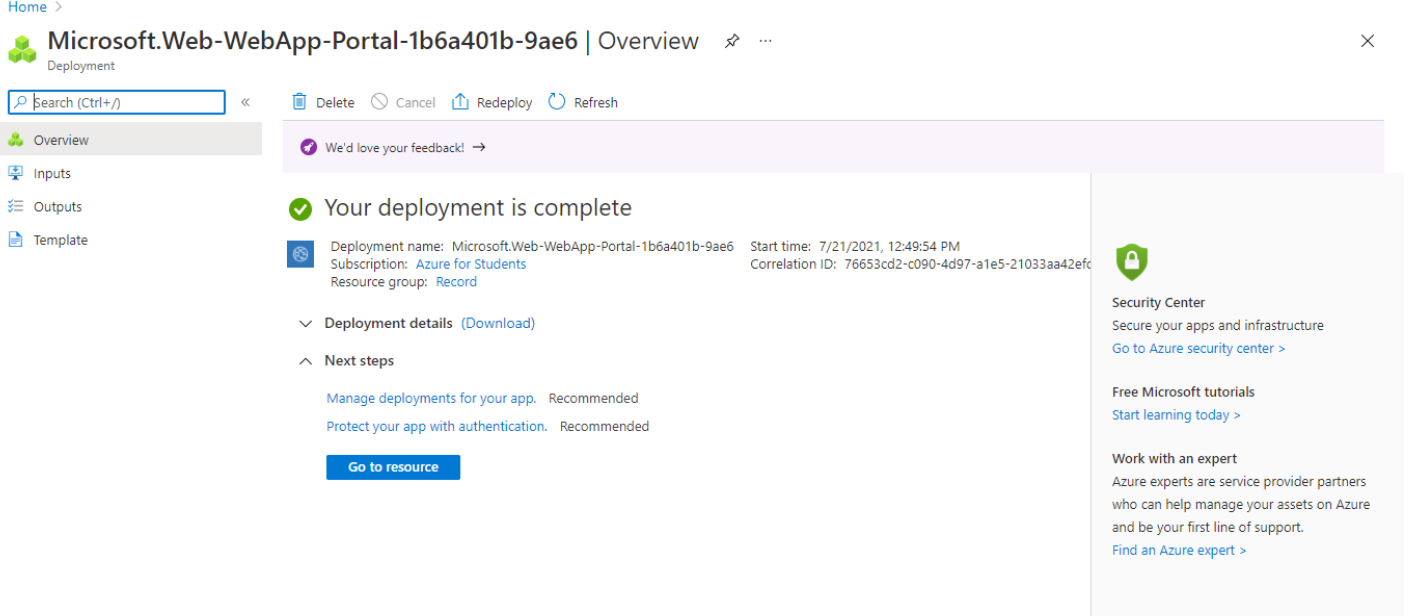 Home >
Microsoft.Web-WebApp-Portal-1b6a401b-9ae6 | Overview ...
Deployment
Search (Ctrl+/) «
Overview
Inputs
Outputs
Template
Delete Cancel Redeploy Refresh
We'd love your feedback! →
Your deployment is complete
Deployment name: Microsoft.Web-WebApp-Portal-1b6a401b-9ae6 Start time: 7/21/2021, 12:49:54 PM
Subscription: Azure for Students Correlation ID: 76653cd2-c090-4d97-a1e5-21033aa42efc
Resource group: Record
Deployment details (Download)
Next steps
Manage deployments for your app. Recommended
Protect your app with authentication. Recommended
Go to resource
Security Center
Secure your apps and infrastructure
Go to Azure security center >
Free Microsoft tutorials
Start learning today >
Work with an expert
Azure experts are service provider partners
who can help manage your assets on Azure
and be your first line of support.
Find an Azure expert >